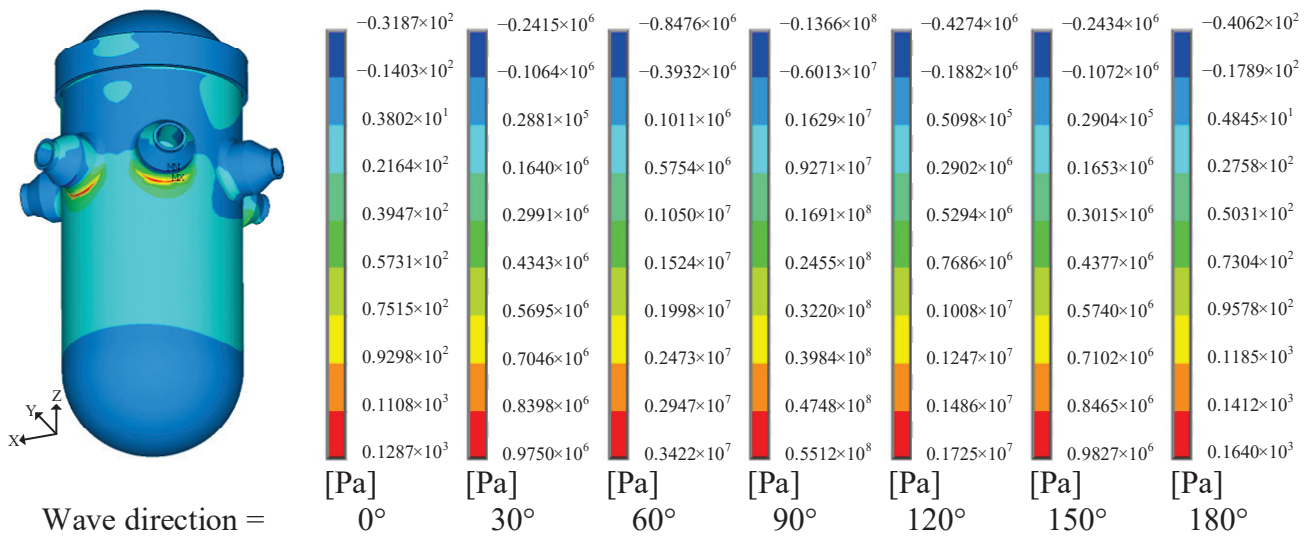 −0.3187×10² −0.2415×10⁶ −0.8476×10⁶ −0.1366×10⁸ −0.4274×10⁶ −0.2434×10⁶ −0.4062×10²
−0.1403×10² −0.1064×10⁶ −0.3932×10⁶ −0.6013×10⁷ −0.1882×10⁶ −0.1072×10⁶ −0.1789×10²
0.3802×10¹ 0.2881×10⁵ 0.1011×10⁶ 0.1629×10⁷ 0.5098×10⁵ 0.2904×10⁵ 0.4845×10¹
0.2164×10² 0.1640×10⁶ 0.5754×10⁶ 0.9271×10⁷ 0.2902×10⁶ 0.1653×10⁶ 0.2758×10²
MN
MX
0.3947×10² 0.2991×10⁶ 0.1050×10⁷ 0.1691×10⁸ 0.5294×10⁶ 0.3015×10⁶ 0.5031×10²
0.5731×10² 0.4343×10⁶ 0.1524×10⁷ 0.2455×10⁸ 0.7686×10⁶ 0.4377×10⁶ 0.7304×10²
0.7515×10² 0.5695×10⁶ 0.1998×10⁷ 0.3220×10⁸ 0.1008×10⁷ 0.5740×10⁶ 0.9578×10²
0.9298×10² 0.7046×10⁶ 0.2473×10⁷ 0.3984×10⁸ 0.1247×10⁷ 0.7102×10⁶ 0.1185×10³
0.1108×10³ 0.8398×10⁶ 0.2947×10⁷ 0.4748×10⁸ 0.1486×10⁷ 0.8465×10⁶ 0.1412×10³
Z
Y
X
0.1287×10³ 0.9750×10⁶ 0.3422×10⁷ 0.5512×10⁸ 0.1725×10⁷ 0.9827×10⁶ 0.1640×10³
[Pa] [Pa] [Pa] [Pa] [Pa] [Pa] [Pa]
Wave direction = 0° 30° 60° 90° 120° 150° 180°